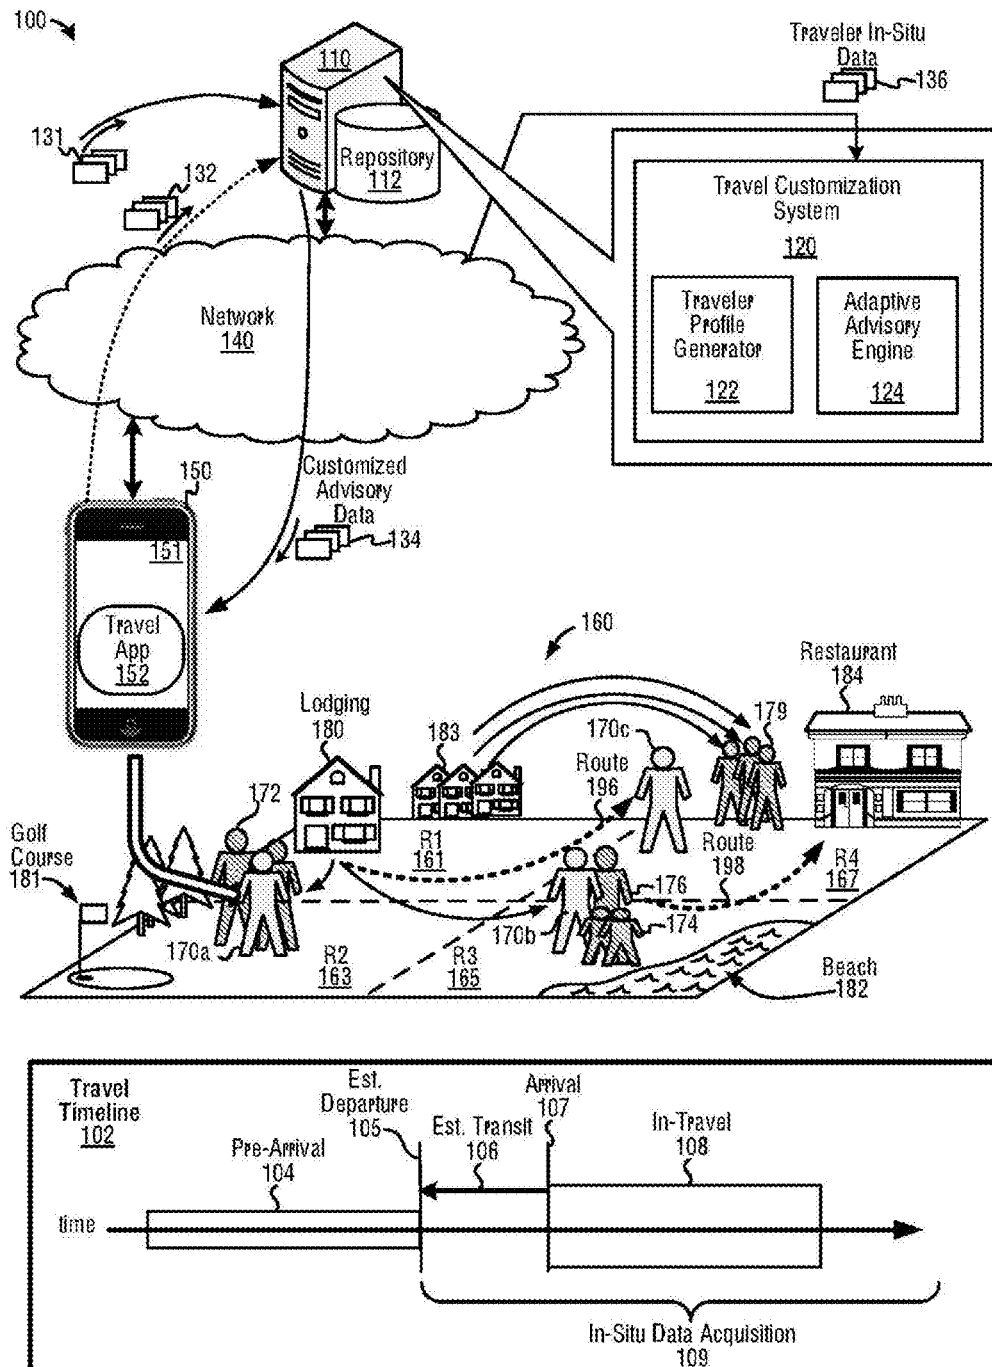 100
110
Repository
112
Traveler In-Situ
Data
136
131
132
Travel Customization
System
120
Traveler
Profile
Generator
122
Adaptive
Advisory
Engine
124
Network
140
150
151
Travel
App
152
Customized
Advisory
Data
134
160
Restaurant
184
Lodging
180
183
170c
179
Route
196
172
Golf
Course
181
R1
161
Route
198
R4
167
176
174
170a
170b
R2
163
R3
165
Beach
182
Travel
Timeline
102
Est.
Departure
105
Arrival
107
Est. Transit
106
In-Travel
108
Pre-Arrival
104
time
In-Situ Data Acquisition
109